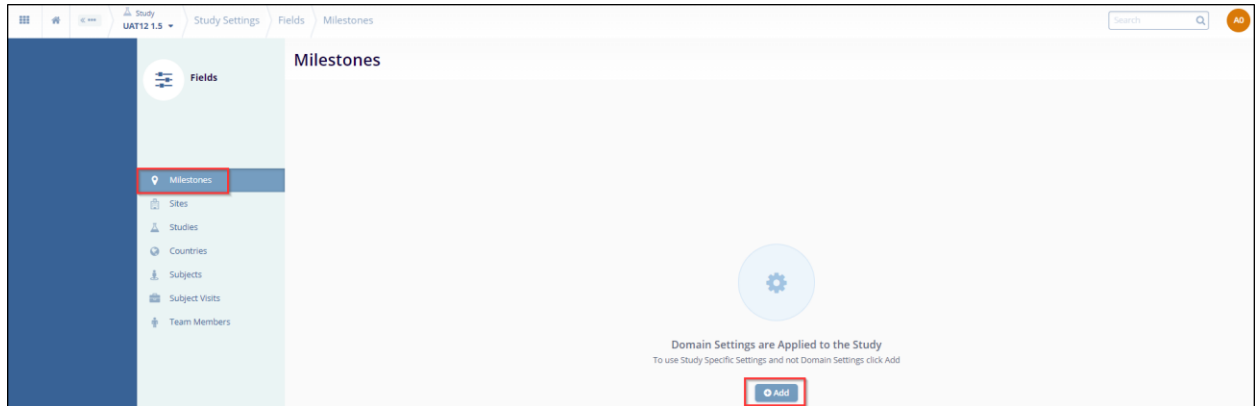 Study
UAT12 1.5
Study Settings
Fields
Milestones
Search
AO
Fields
Milestones
Milestones
Sites
Studies
Countries
Subjects
Subject Visits
Team Members
Domain Settings are Applied to the Study
To use Study Specific Settings and not Domain Settings click Add
Add